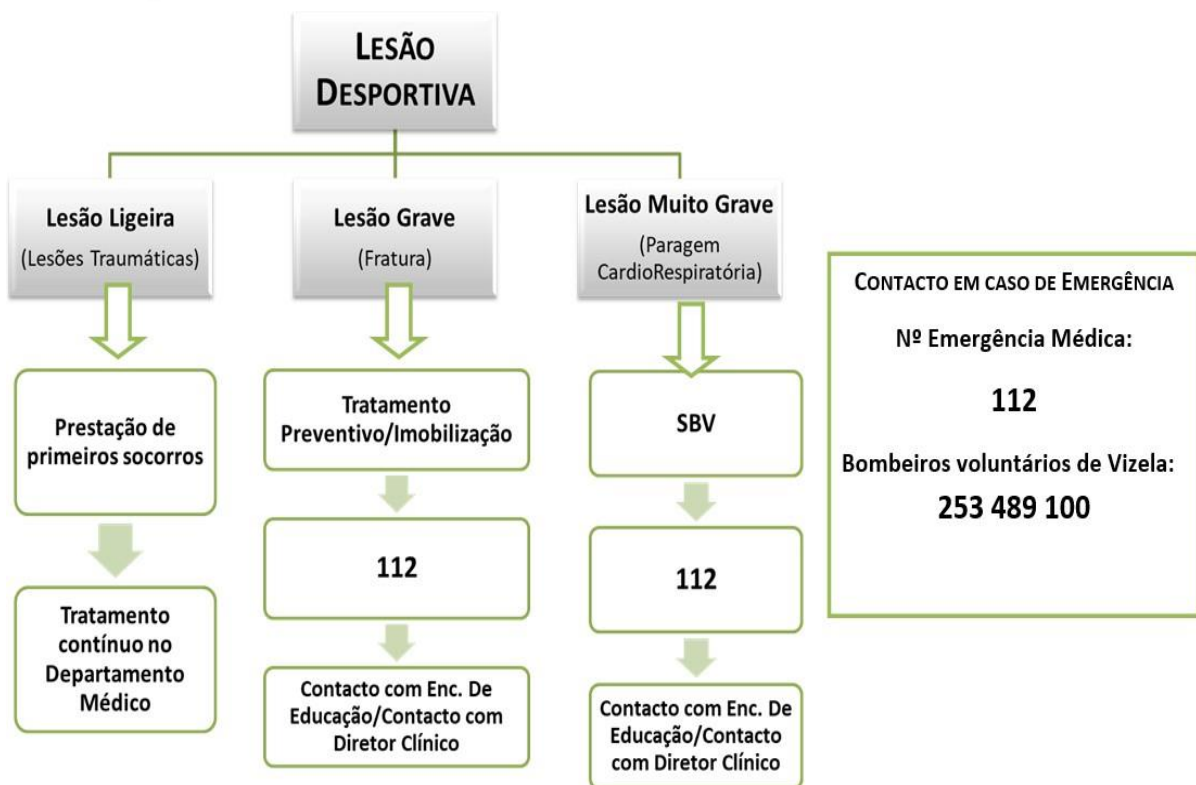 LESÃO
DESPORTIVA
Lesão Ligeira
(Lesões Traumáticas)
Prestação de
primeiros socorros
Tratamento
contínuo no
Departamento
Médico
Lesão Grave
(Fratura)
Tratamento
Preventivo/Imobilização
112
Contacto com Enc. De
Educação/Contacto com
Diretor Clínico
Lesão Muito Grave
(Paragem
CardioRespiratória)
SBV
112
Contacto com Enc. De
Educação/Contacto
com Diretor Clínico
CONTACTO EM CASO DE EMERGÊNCIA
Nº Emergência Médica:
112
Bombeiros voluntários de Vizela:
253 489 100